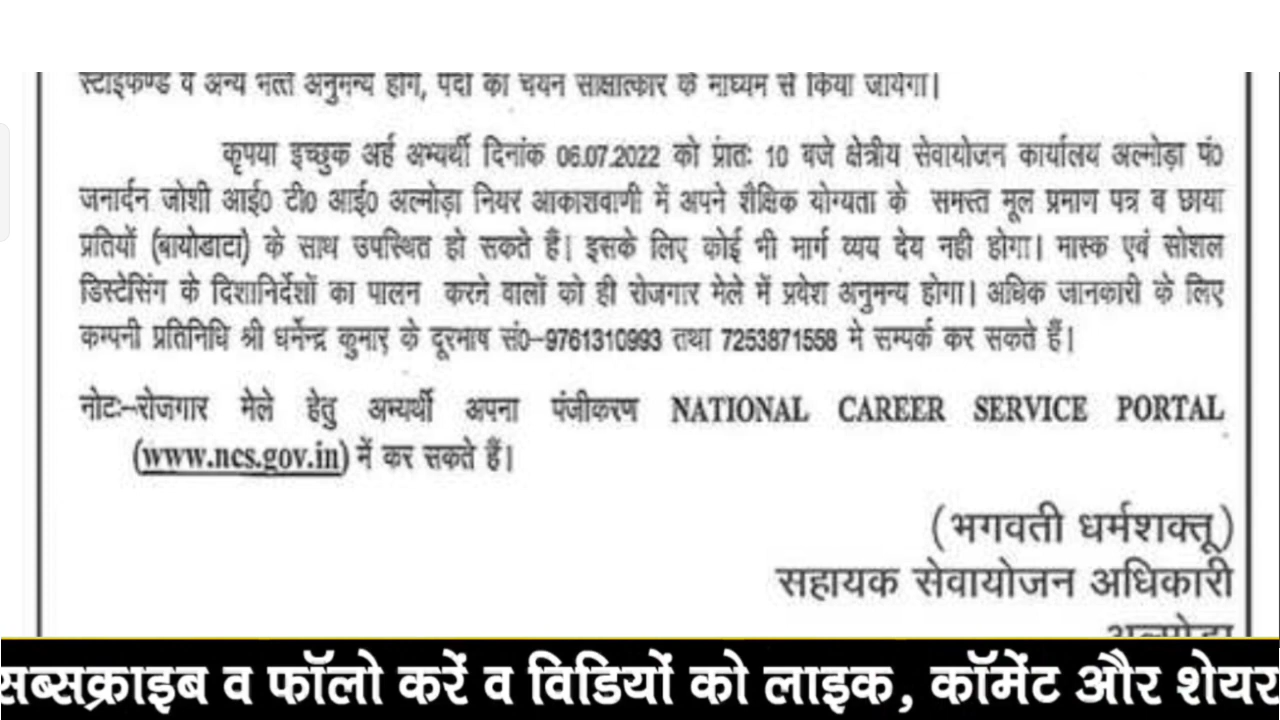 स्टाइफण्ड व अन्य भत्ते अनुमन्य होंगे, पदों का चयन साक्षात्कार के माध्यम से किया जायेगा।
कृपया इच्छुक अर्ह अभ्यर्थी दिनांक 06.07.2022 को प्रातः 10 बजे क्षेत्रीय सेवायोजन कार्यालय अल्मोड़ा पं०
जनार्दन जोशी आई० टी० आई० अल्मोड़ा नियर आकाशवाणी में अपने शैक्षिक योग्यता के समस्त मूल प्रमाण पत्र व छाया
प्रतियों (बायोडाटा) के साथ उपस्थित हो सकते हैं। इसके लिए कोई भी मार्ग व्यय देय नही होगा। मास्क एवं सोशल
डिस्टेसिंग के दिशानिर्देशों का पालन करने वालों को ही रोजगार मेले में प्रवेश अनुमन्य होगा। अधिक जानकारी के लिए
कम्पनी प्रतिनिधि श्री धर्मेन्द्र कुमार के दूरभाष सं०–9761310993 तथा 7253871558 मे सम्पर्क कर सकते हैं।
नोटः–रोजगार मेले हेतु अभ्यर्थी अपना पंजीकरण NATIONAL CAREER SERVICE PORTAL
(www.ncs.gov.in) में कर सकते हैं।
(भगवती धर्मशक्तू)
सहायक सेवायोजन अधिकारी
अल्मोड़ा
सब्सक्राइब व फॉलो करें व विडियों को लाइक, कॉमेंट और शेयर